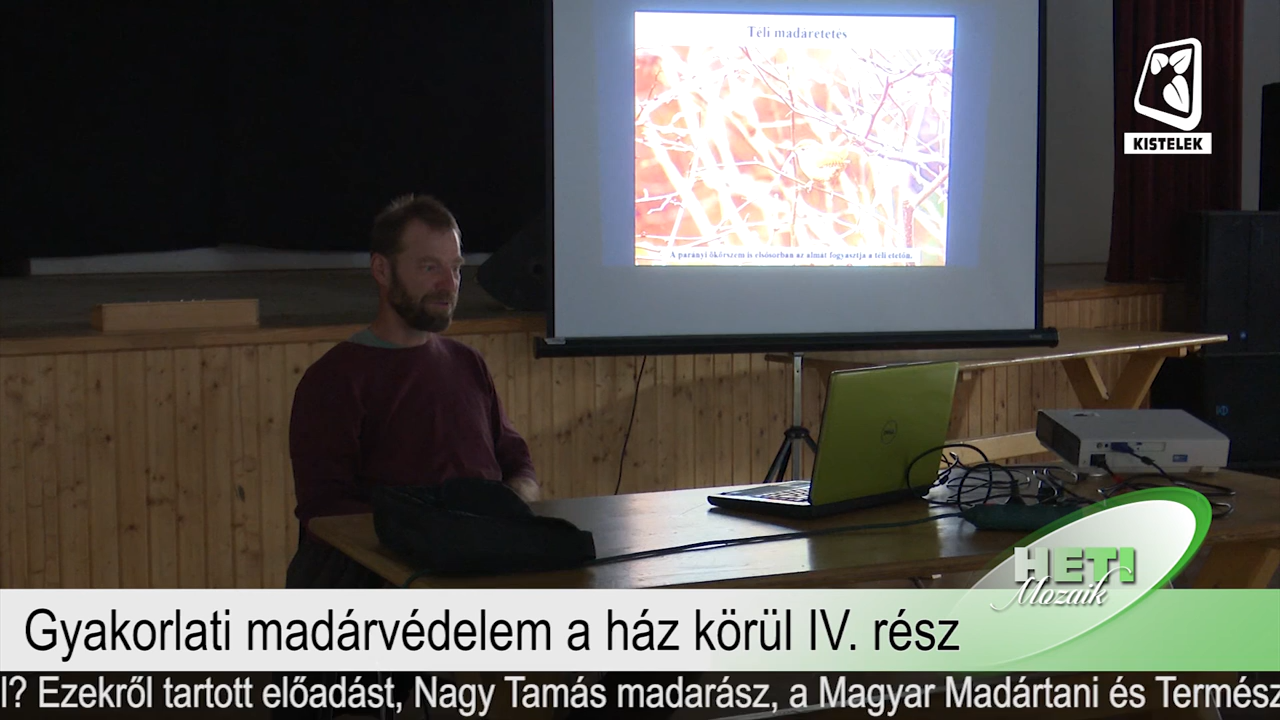 Téli madáretetés
KISTELEK
A parányi ökörszem is elsősorban az almát fogyasztja a téli etetőn.
DELL
HETI
Mozaik
Gyakorlati madárvédelem a ház körül IV. rész
l? Ezekről tartott előadást, Nagy Tamás madarász, a Magyar Madártani és Termész